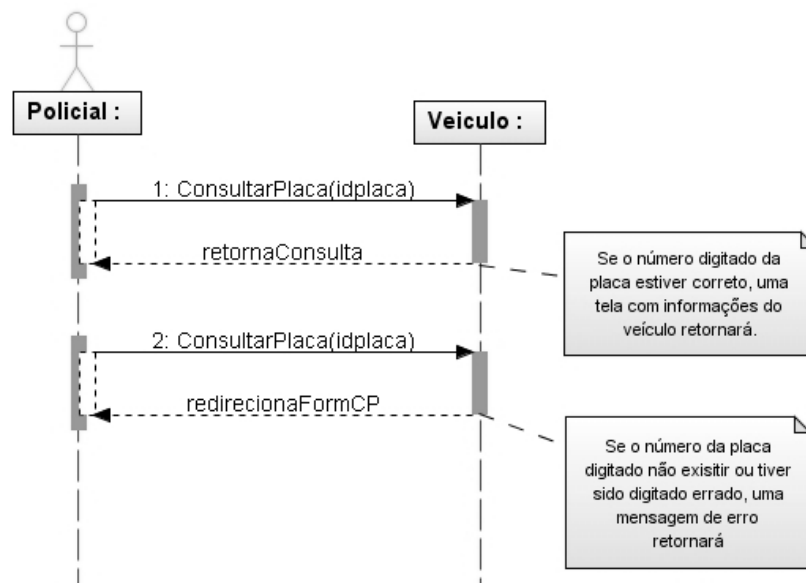 Policial :
Veiculo :
1: ConsultarPlaca(idplaca)
retornaConsulta
Se o número digitado da
placa estiver correto, uma
tela com informações do
veículo retornará.
2: ConsultarPlaca(idplaca)
redirecionaFormCP
Se o número da placa
digitado não exisitir ou tiver
sido digitado errado, uma
mensagem de erro
retornará